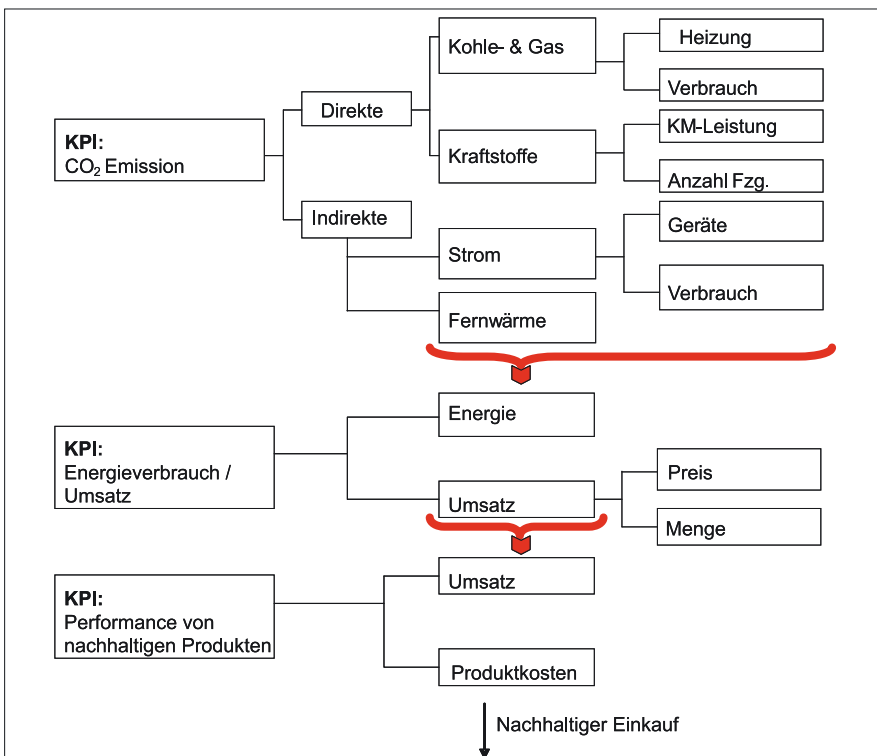 KPI:
CO₂ Emission
Direkte
Indirekte
Kohle- & Gas
Kraftstoffe
Strom
Fernwärme
Heizung
Verbrauch
KM-Leistung
Anzahl Fzg.
Geräte
Verbrauch
KPI:
Energieverbrauch /
Umsatz
Energie
Umsatz
Preis
Menge
KPI:
Performance von
nachhaltigen Produkten
Umsatz
Produktkosten
Nachhaltiger Einkauf